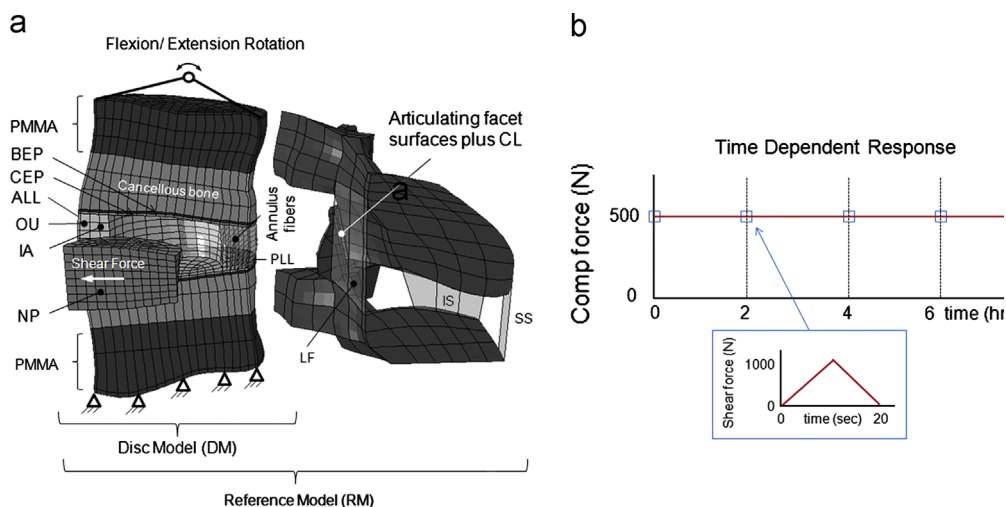 a
Flexion/ Extension Rotation
PMMA
BEP
CEP
ALL
OU
IA
NP
PMMA
Cancellous bone
Annulus
fibers
Shear Force
PLL
Articulating facet
surfaces plus CL
a
IS
SS
LF
Disc Model (DM)
Reference Model (RM)
b
Time Dependent Response
Comp force (N)
500
0
0
2
4
6
time (hr
Shear force (N)
1000
0
0
time (sec)
20